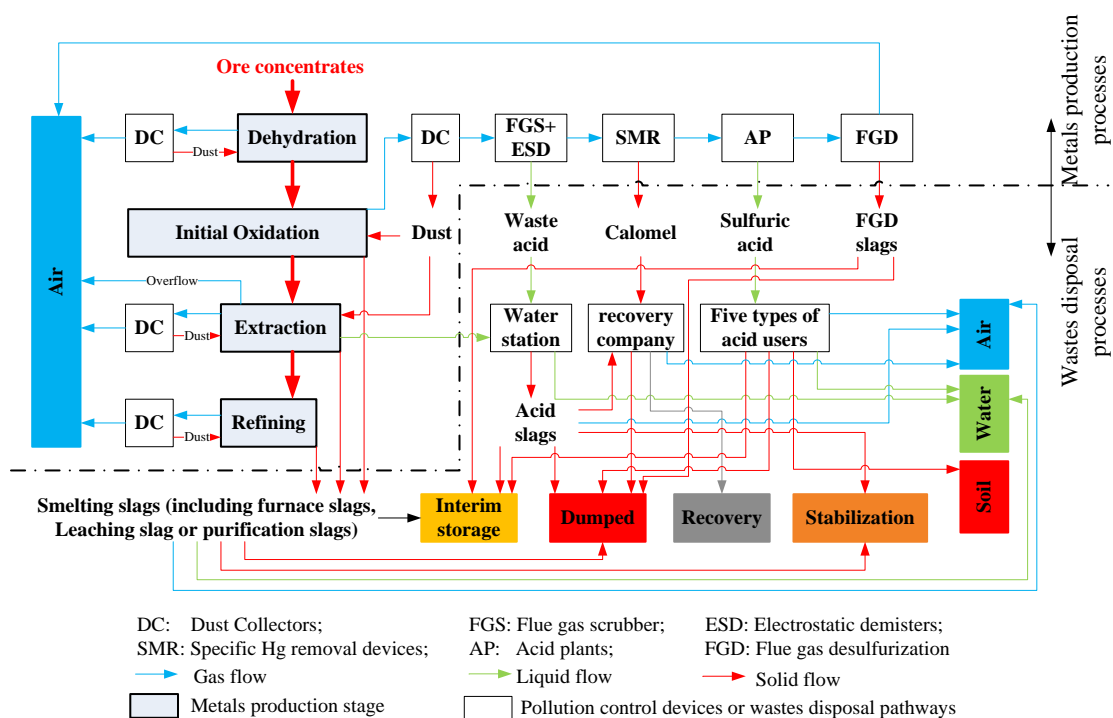 Ore concentrates
Metals production
processes
DC
Dehydration
DC
FGS+
ESD
SMR
AP
FGD
Dust
Initial Oxidation
Dust
Waste
acid
Calomel
Sulfuric
acid
FGD
slags
Wastes disposal
processes
Air
Overflow
DC
Extraction
Dust
Water
station
recovery
company
Five types of
acid users
Air
Water
Soil
DC
Refining
Dust
Acid
slags
Smelting slags (including furnace slags,
Leaching slag or purification slags)
Interim
storage
Dumped
Recovery
Stabilization
DC: Dust Collectors;
FGS: Flue gas scrubber;
ESD: Electrostatic demisters;
SMR: Specific Hg removal devices;
AP: Acid plants;
FGD: Flue gas desulfurization
Gas flow
Liquid flow
Solid flow
Metals production stage
Pollution control devices or wastes disposal pathways